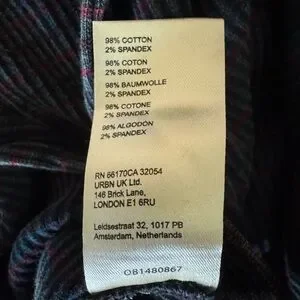 98% COTTON
2% SPANDEX
98% COTON
2% SPANDEX
98% BAUMWOLLE
2% SPANDEX
98% COTONE
2% SPANDEX
98% ALGODÓN
2% SPANDEX
RN 66170CA 32054
URBN UK Ltd.
146 Brick Lane,
LONDON E1 6RU
Leidsestraat 32, 1017 PB
Amsterdam, Netherlands
OB1480867